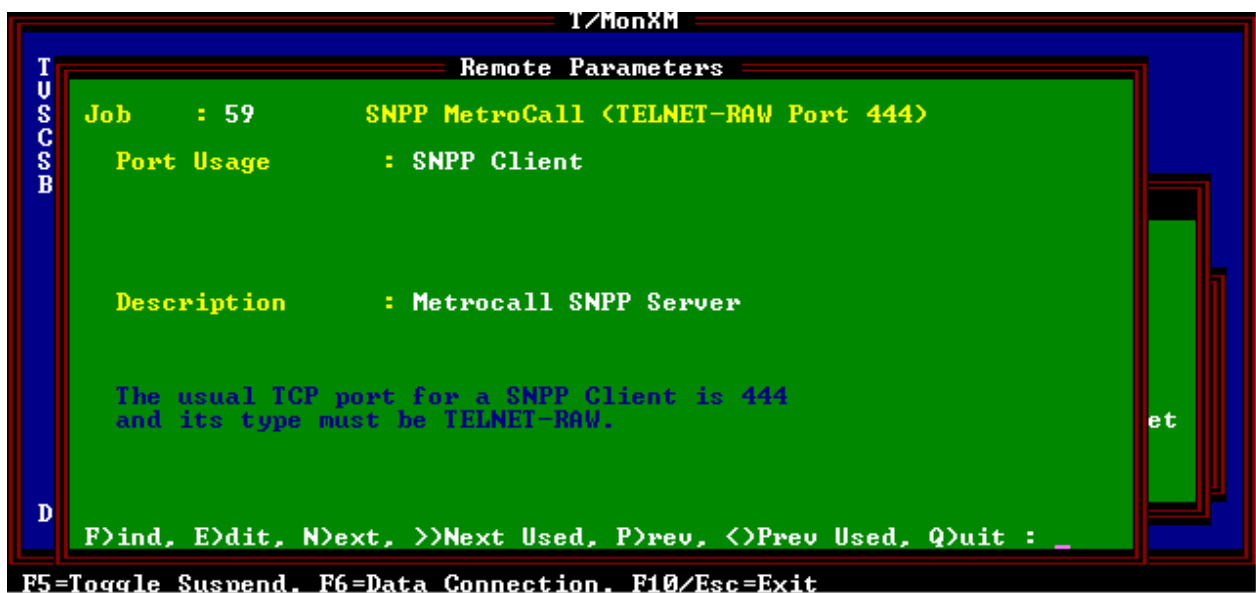 T/MonXM
Remote Parameters
T
V
S
C
S
B
Job : 59 SNPP MetroCall (TELNET-RAW Port 444)
Port Usage : SNPP Client
Description : Metrocall SNPP Server
The usual TCP port for a SNPP Client is 444
and its type must be TELNET-RAW.
et
D
F)ind, E)dit, N)ext, >)Next Used, P)rev, <)Prev Used, Q)uit : _
F5=Toggle Suspend. F6=Data Connection. F10/Esc=Exit